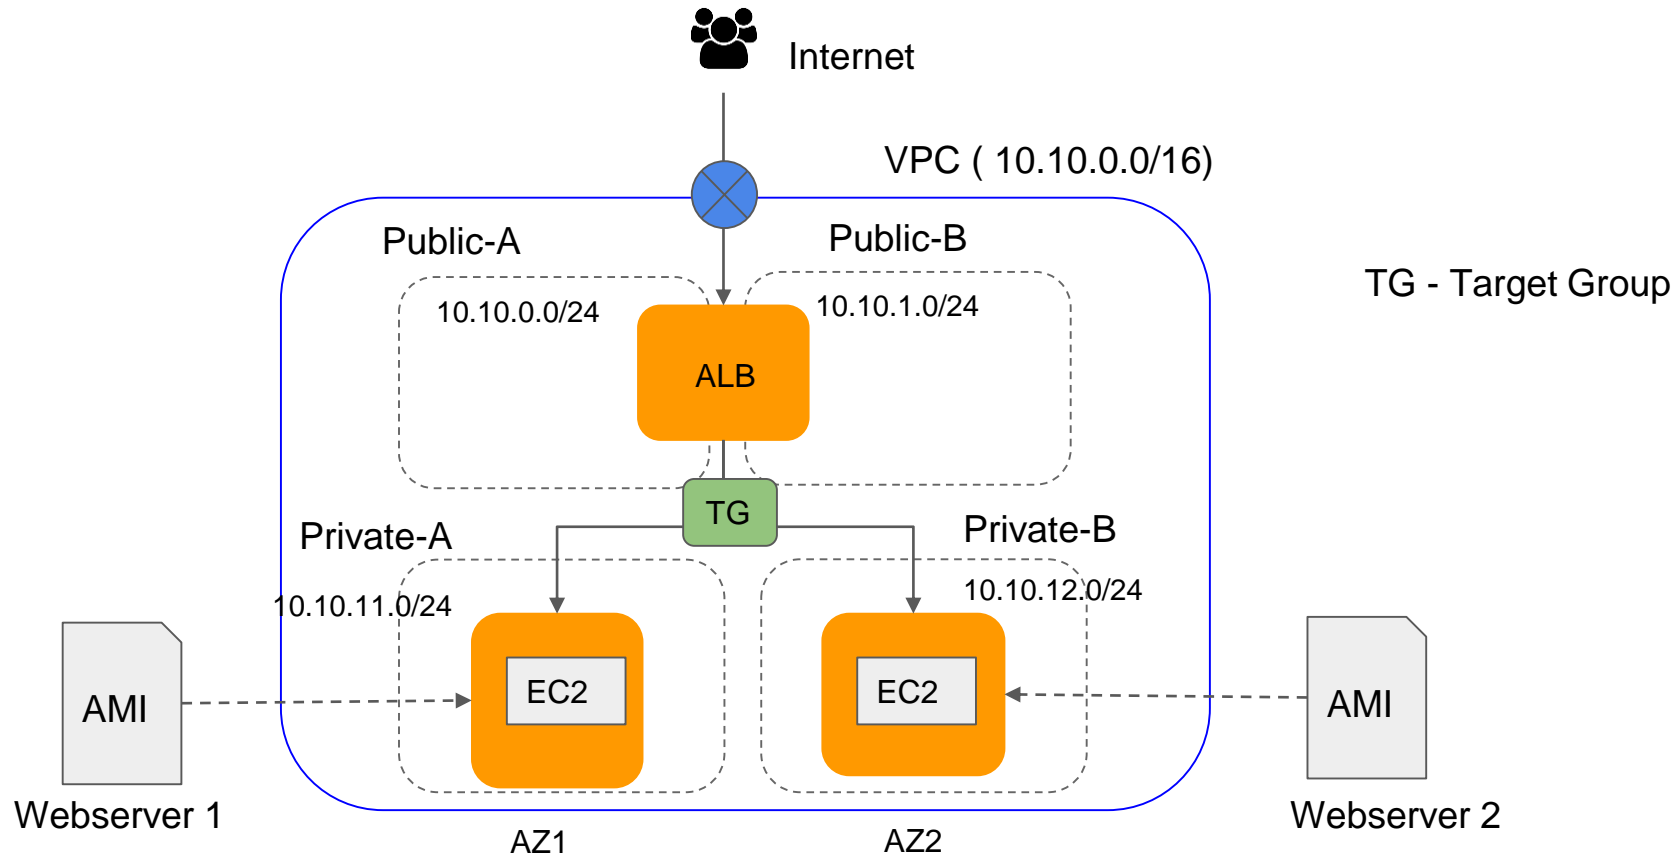 Internet
VPC ( 10.10.0.0/16)
Public-A
Public-B
10.10.0.0/24
10.10.1.0/24
TG - Target Group
ALB
TG
Private-A
Private-B
10.10.11.0/24
10.10.12.0/24
EC2
EC2
AMI
AMI
Webserver 1
Webserver 2
AZ1
AZ2